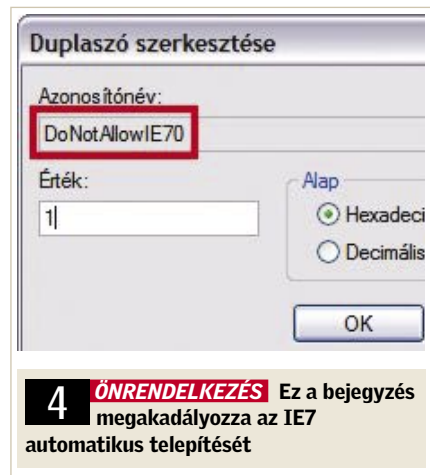 Duplaszó szerkesztése
Azonosítónév:
DoNotAllowIE70
Érték:
Alap
1
Hexadeci
Decimális
OK
4 ÖNRENDELKEZÉS Ez a bejegyzés
megakadályozza az IE7
automatikus telepítését